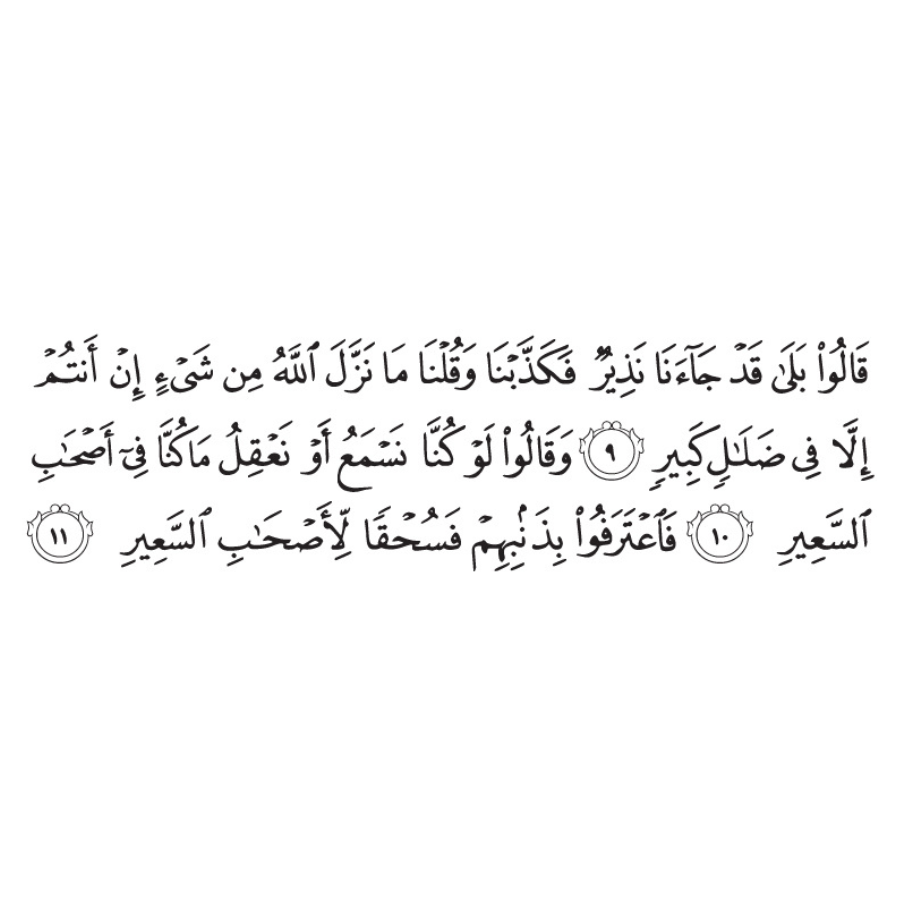 قَالُوا۟ بَلَىٰ قَدْ جَآءَنَا نَذِيرٌ فَكَذَّبْنَا وَقُلْنَا مَا نَزَّلَ ٱللَّهُ مِن شَىْءٍ إِنْ أَنتُمْ
إِلَّا فِى ضَلَـٰلٍ كَبِيرٍ ٩ وَقَالُوا۟ لَوْ كُنَّا نَسْمَعُ أَوْ نَعْقِلُ مَا كُنَّا فِىٓ أَصْحَـٰبِ
ٱلسَّعِيرِ ١٠ فَٱعْتَرَفُوا۟ بِذَنۢبِهِمْ فَسُحْقًا لِّأَصْحَـٰبِ ٱلسَّعِيرِ ١١